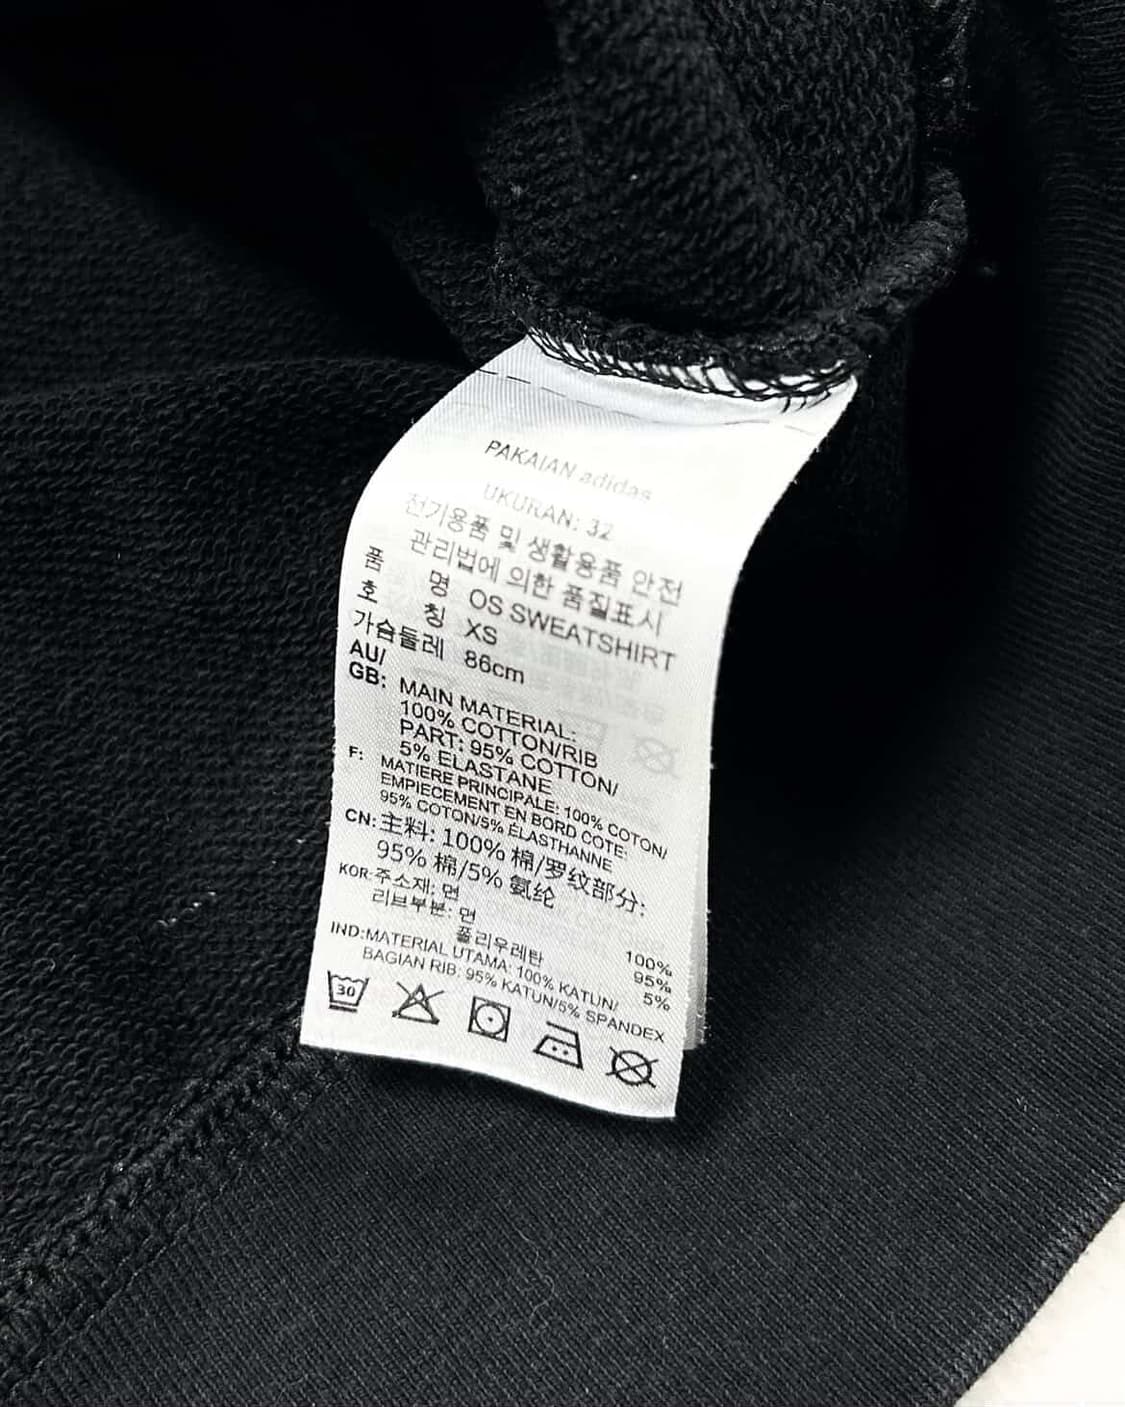 PAKAIAN adidas
UKURAN: 32
전기용품 및 생활용품 안전
관리법에 의한 품질표시
품 명 OS SWEATSHIRT
호 칭 XS
가슴둘레 86cm
AU/
GB: MAIN MATERIAL:
100% COTTON/RIB
PART: 95% COTTON/
5% ELASTANE
F: MATIERE PRINCIPALE: 100% COTON/
EMPIECEMENT EN BORD COTE:
95% COTON/5% ÉLASTHANNE
CN: 主料: 100% 棉/罗纹部分:
95% 棉/5% 氨纶
KOR: 주소재: 면 100%
리브부분: 면 95%
폴리우레탄 5%
IND: MATERIAL UTAMA: 100% KATUN/
BAGIAN RIB: 95% KATUN/5% SPANDEX
30